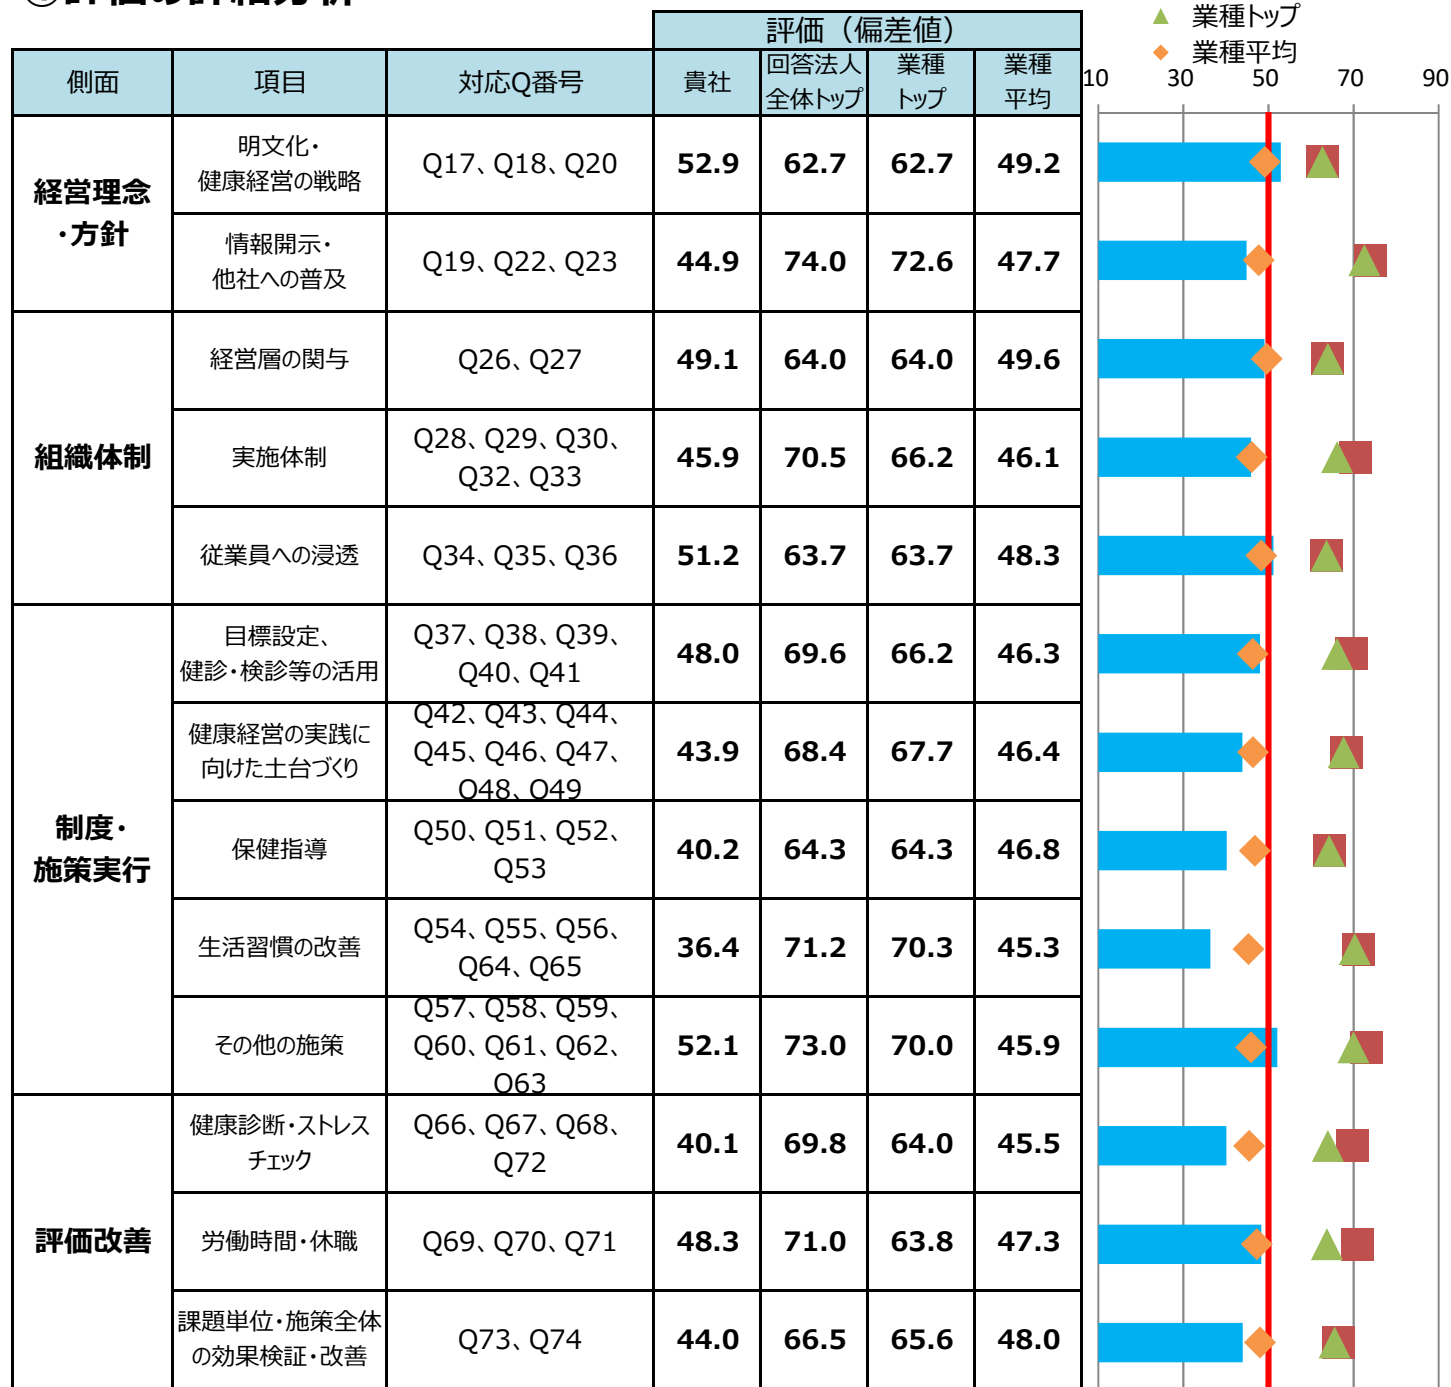 ①評価の詳細分析
▲ 業種トップ
◆ 業種平均
評価（偏差値）
側面 項目 対応Q番号 貴社 回答法人全体トップ 業種トップ 業種平均
10 30 50 70 90
経営理念・方針
明文化・健康経営の戦略 Q17、Q18、Q20 52.9 62.7 62.7 49.2
情報開示・他社への普及 Q19、Q22、Q23 44.9 74.0 72.6 47.7
組織体制
経営層の関与 Q26、Q27 49.1 64.0 64.0 49.6
実施体制 Q28、Q29、Q30、Q32、Q33 45.9 70.5 66.2 46.1
従業員への浸透 Q34、Q35、Q36 51.2 63.7 63.7 48.3
制度・施策実行
目標設定、健診・検診等の活用 Q37、Q38、Q39、Q40、Q41 48.0 69.6 66.2 46.3
健康経営の実践に向けた土台づくり Q42、Q43、Q44、Q45、Q46、Q47、Q48、Q49 43.9 68.4 67.7 46.4
保健指導 Q50、Q51、Q52、Q53 40.2 64.3 64.3 46.8
生活習慣の改善 Q54、Q55、Q56、Q64、Q65 36.4 71.2 70.3 45.3
その他の施策 Q57、Q58、Q59、Q60、Q61、Q62、Q63 52.1 73.0 70.0 45.9
評価改善
健康診断・ストレスチェック Q66、Q67、Q68、Q72 40.1 69.8 64.0 45.5
労働時間・休職 Q69、Q70、Q71 48.3 71.0 63.8 47.3
課題単位・施策全体の効果検証・改善 Q73、Q74 44.0 66.5 65.6 48.0